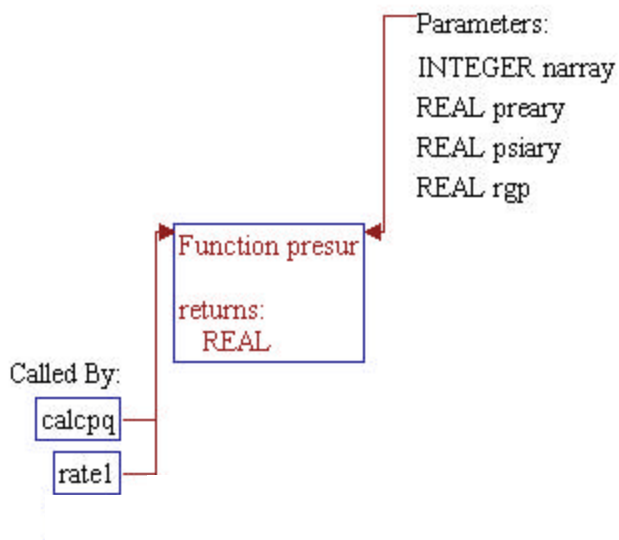 Parameters:
INTEGER narray
REAL preary
REAL psiary
REAL rgp
Function presur
returns:
REAL
Called By:
calcpq
rate1